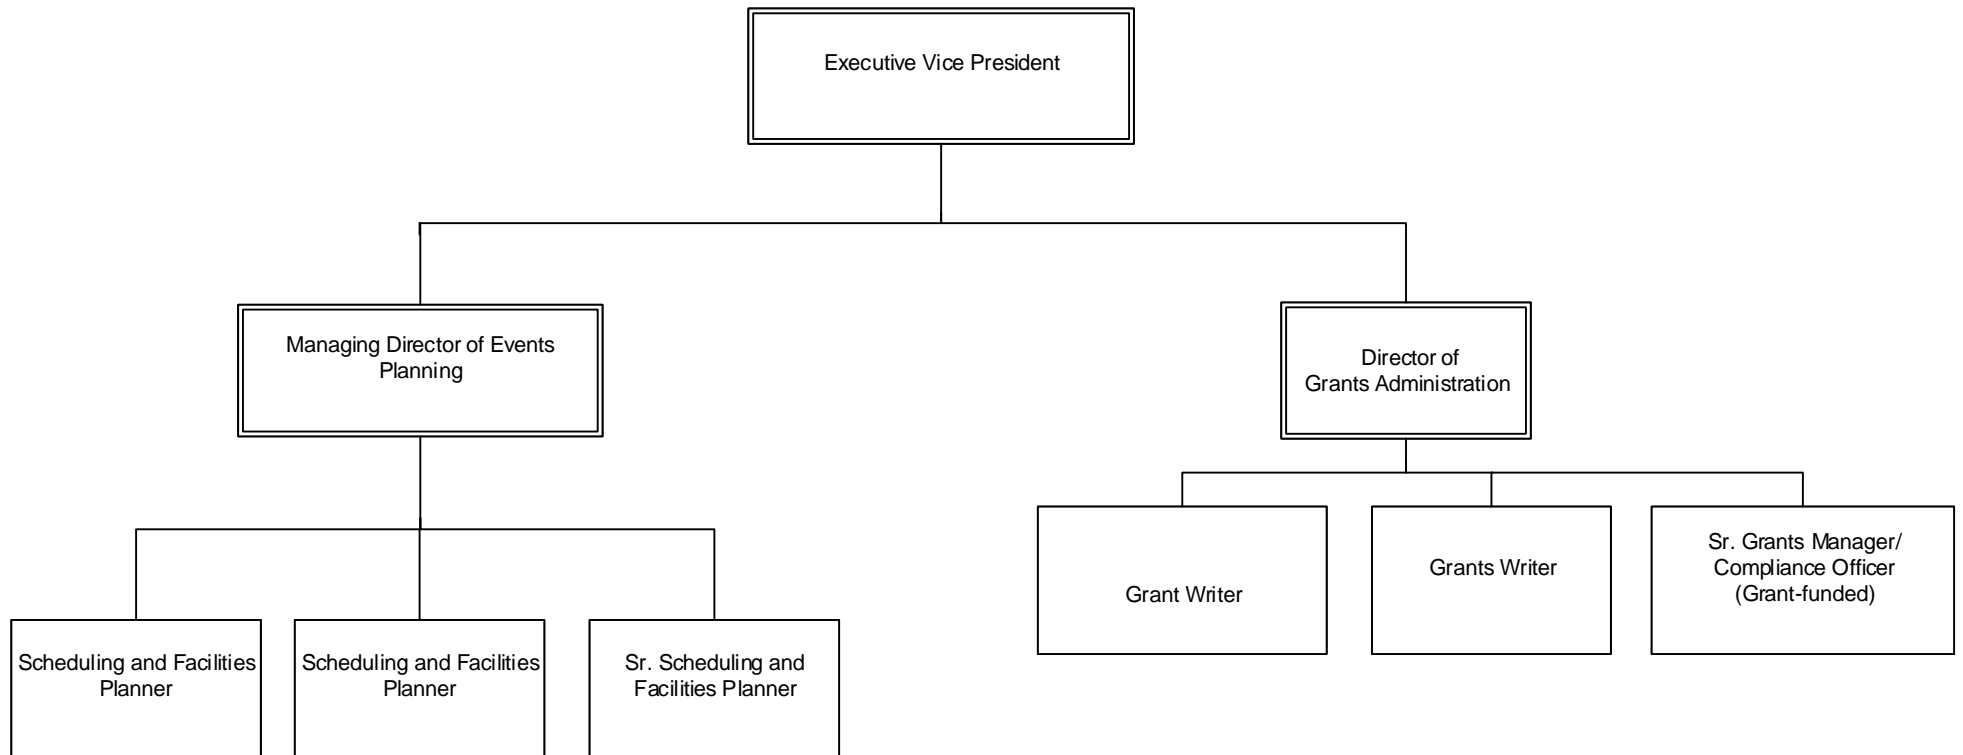 Executive Vice President
Managing Director of Events
Planning
Director of
Grants Administration
Grant Writer
Grants Writer
Sr. Grants Manager/
Compliance Officer
(Grant-funded)
Scheduling and Facilities
Planner
Scheduling and Facilities
Planner
Sr. Scheduling and
Facilities Planner